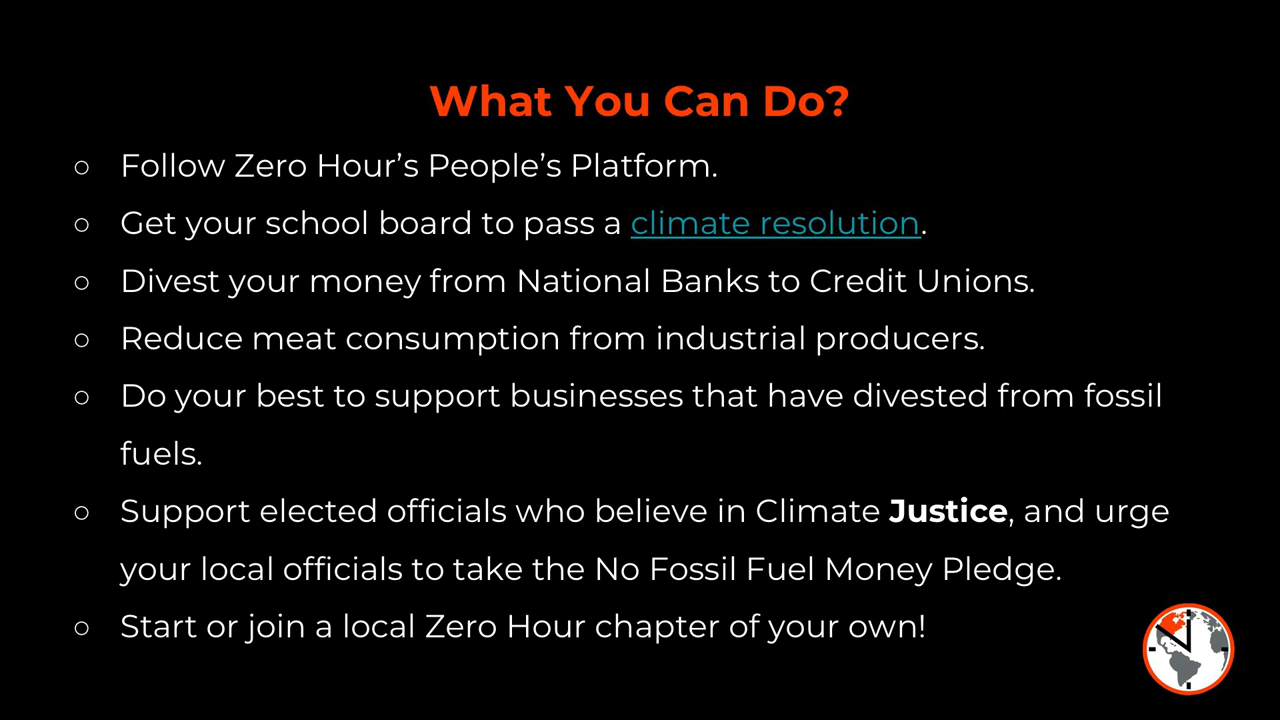 What You Can Do?
○ Follow Zero Hour’s People’s Platform.
○ Get your school board to pass a climate resolution.
○ Divest your money from National Banks to Credit Unions.
○ Reduce meat consumption from industrial producers.
○ Do your best to support businesses that have divested from fossil
fuels.
○ Support elected officials who believe in Climate Justice, and urge
your local officials to take the No Fossil Fuel Money Pledge.
○ Start or join a local Zero Hour chapter of your own!